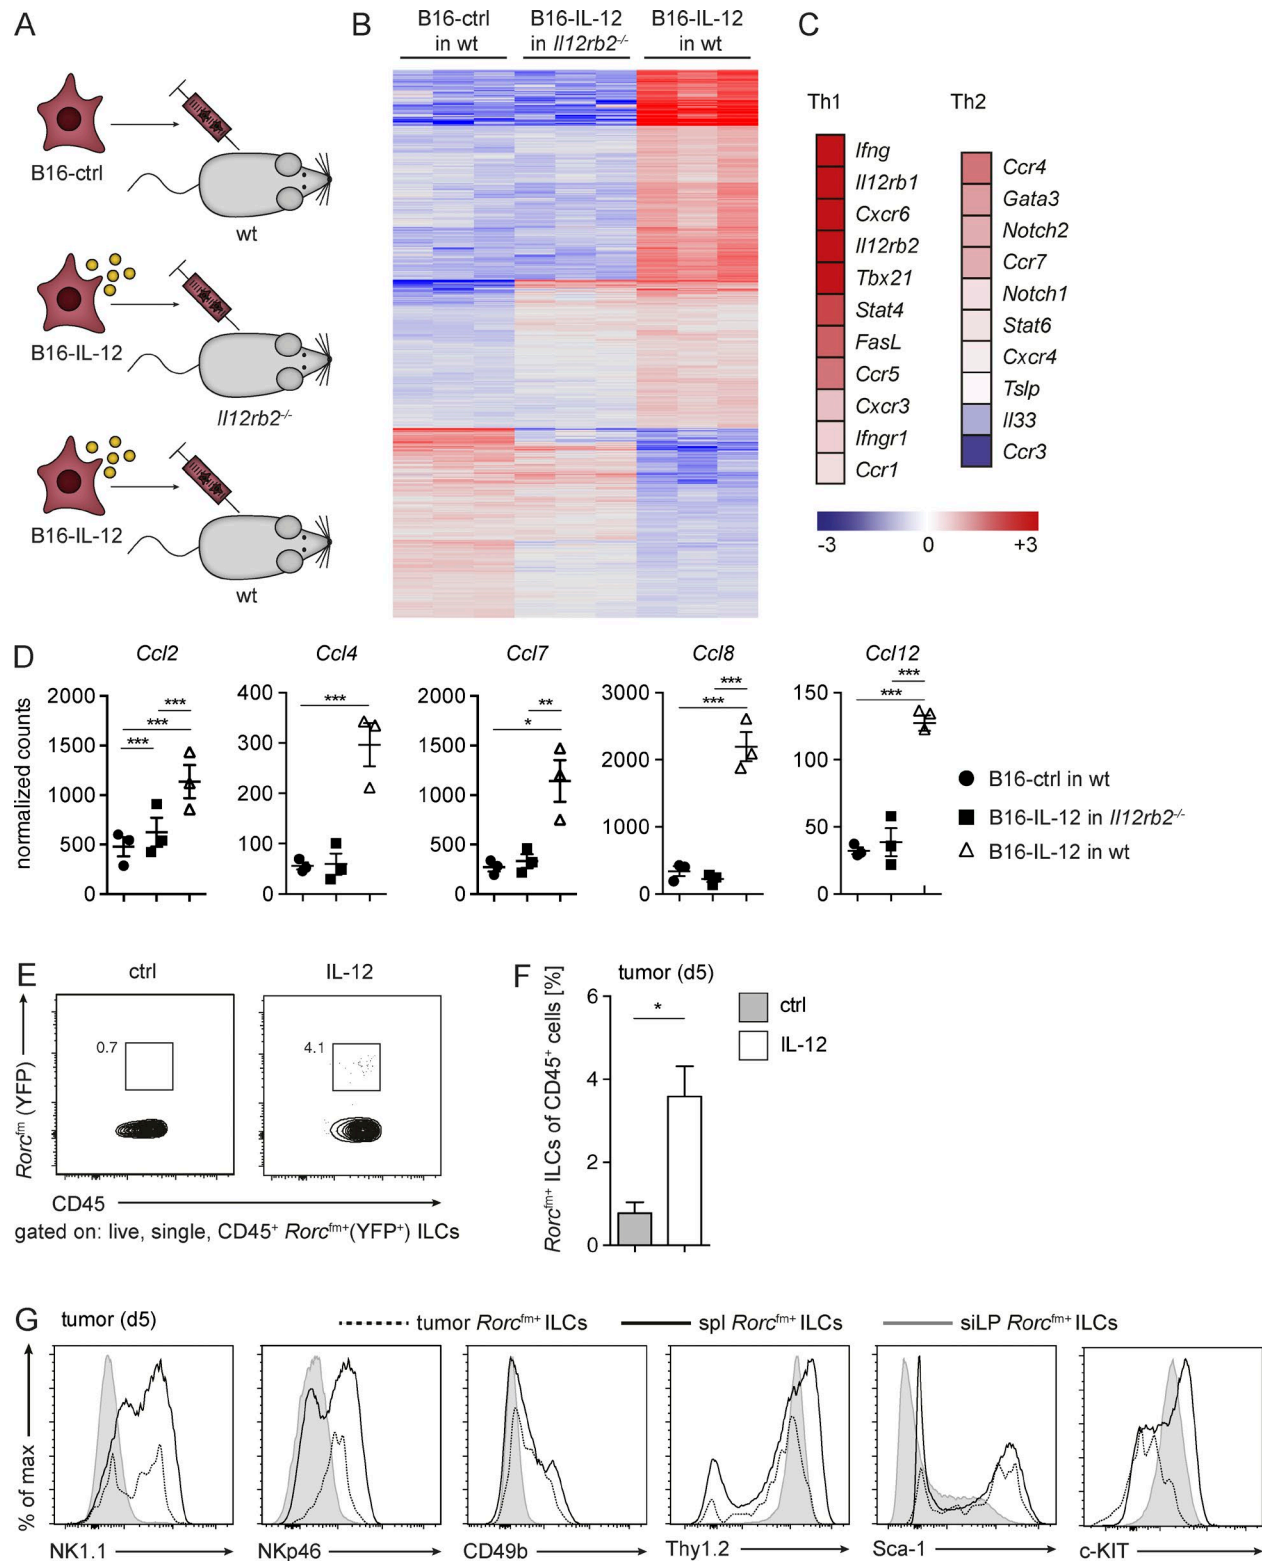 A
B16-ctrl
wt
B16-IL-12
Il12rb2-/-
B16-IL-12
wt
B
B16-ctrl
in wt
B16-IL-12
in Il12rb2-/-
B16-IL-12
in wt
C
Th1
Ifng
Il12rb1
Cxcr6
Il12rb2
Tbx21
Stat4
FasL
Ccr5
Cxcr3
Ifngr1
Ccr1
Th2
Ccr4
Gata3
Notch2
Ccr7
Notch1
Stat6
Cxcr4
Tslp
Il33
Ccr3
-3 0 +3
D
normalized counts
Ccl2
2000
1500
1000
500
0
***
***
***
Ccl4
400
300
200
100
0
***
Ccl7
2000
1500
1000
500
0
**
*
Ccl8
3000
2000
1000
0
***
***
Ccl12
150
100
50
0
***
***
B16-ctrl in wt
B16-IL-12 in Il12rb2-/-
B16-IL-12 in wt
E
ctrl
IL-12
Rorcfm (YFP)
0.7
4.1
CD45
gated on: live, single, CD45+ Rorcfm+(YFP+) ILCs
F
tumor (d5)
Rorcfm+ ILCs of CD45+ cells [%]
6
4
2
0
*
ctrl
IL-12
G
tumor (d5)
tumor Rorcfm+ ILCs
spl Rorcfm+ ILCs
siLP Rorcfm+ ILCs
% of max
NK1.1
NKp46
CD49b
Thy1.2
Sca-1
c-KIT